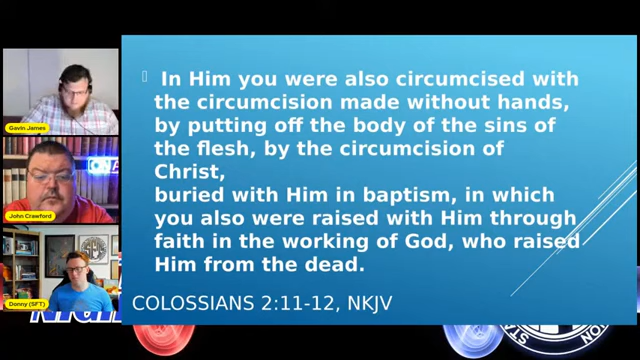 In Him you were also circumcised with
the circumcision made without hands,
by putting off the body of the sins of
the flesh, by the circumcision of
Christ,
buried with Him in baptism, in which
you also were raised with Him through
faith in the working of God, who raised
Him from the dead.
COLOSSIANS 2:11-12, NKJV
Gavin James
John Crawford
Donny (SFT)